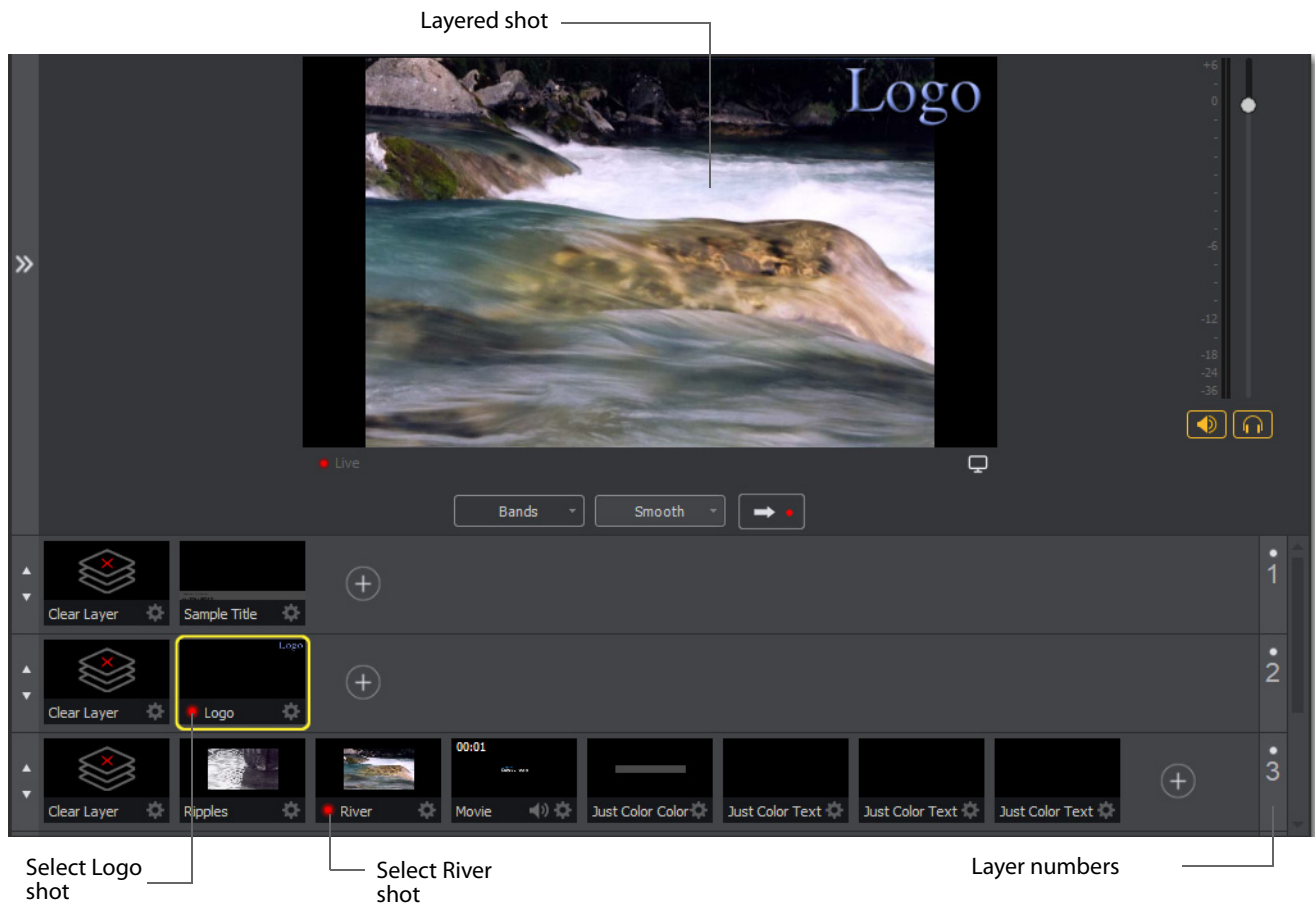 Layered shot
Logo
+6
0
-6
-12
-18
-24
-36
Live
Bands
Smooth
Clear Layer
Sample Title
1
Logo
Clear Layer
Logo
2
00:01
Clear Layer
Ripples
River
Movie
Just Color Color
Just Color Text
Just Color Text
Just Color Text
3
Select Logo
shot
Select River
shot
Layer numbers